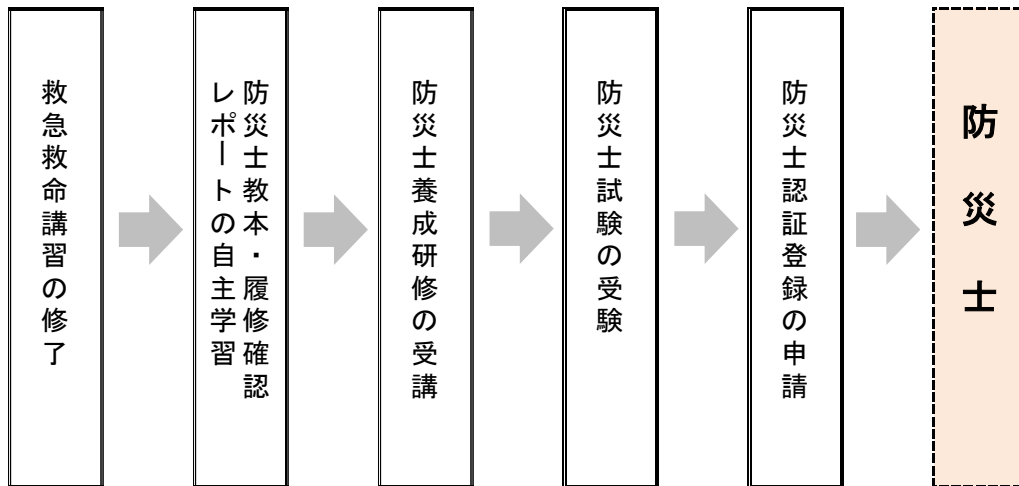 救急救命講習の修了
防災士教本・履修確認
レポートの自主学習
防災士養成研修の受講
防災士試験の受験
防災士認証登録の申請
防災士